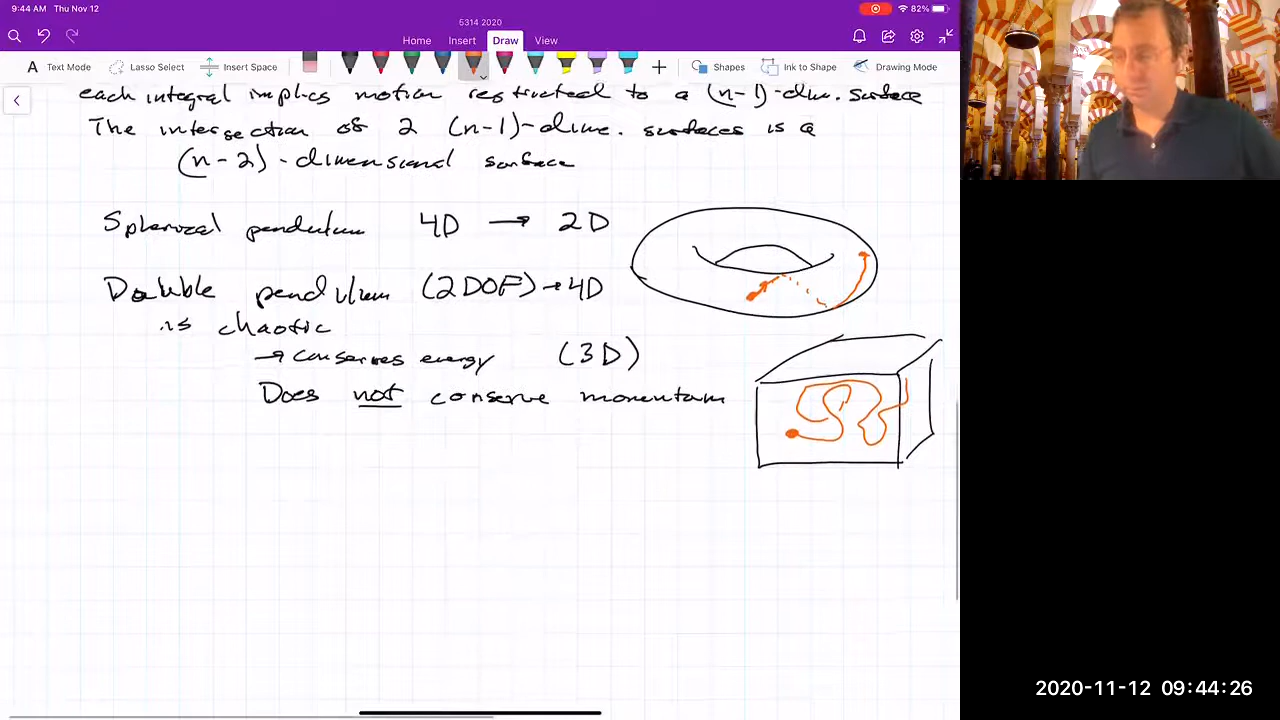 9:44 AM Thu Nov 12
82%
5314 2020
Home Insert Draw View
A Text Mode Lasso Select Insert Space + Shapes Ink to Shape Drawing Mode
each integral implies motion restricted to a (n-1)-dim. surface
The intersection of 2 (n-1)-dim. surfaces is a
(n-2)-dimensional surface
Spherical pendulum 4D → 2D
Double pendulum (2DOF) → 4D
is chaotic
→ conserves energy (3D)
Does not conserve momentum
2020-11-12 09:44:26